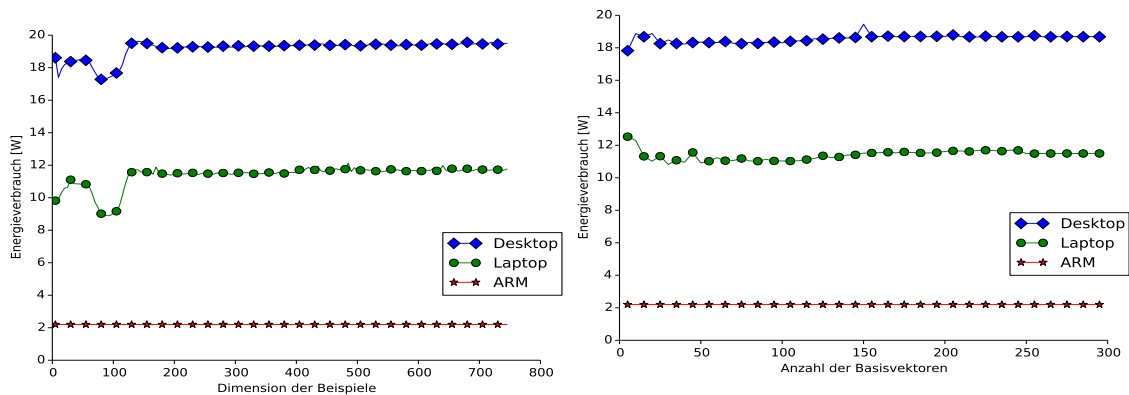 Energieverbrauch [W]
20
18
16
14
12
10
8
6
4
2
0
0 100 200 300 400 500 600 700 800
Dimension der Beispiele
Desktop
Laptop
ARM
Energieverbrauch [W]
20
18
16
14
12
10
8
6
4
2
0
0 50 100 150 200 250 300
Anzahl der Basisvektoren
Desktop
Laptop
ARM